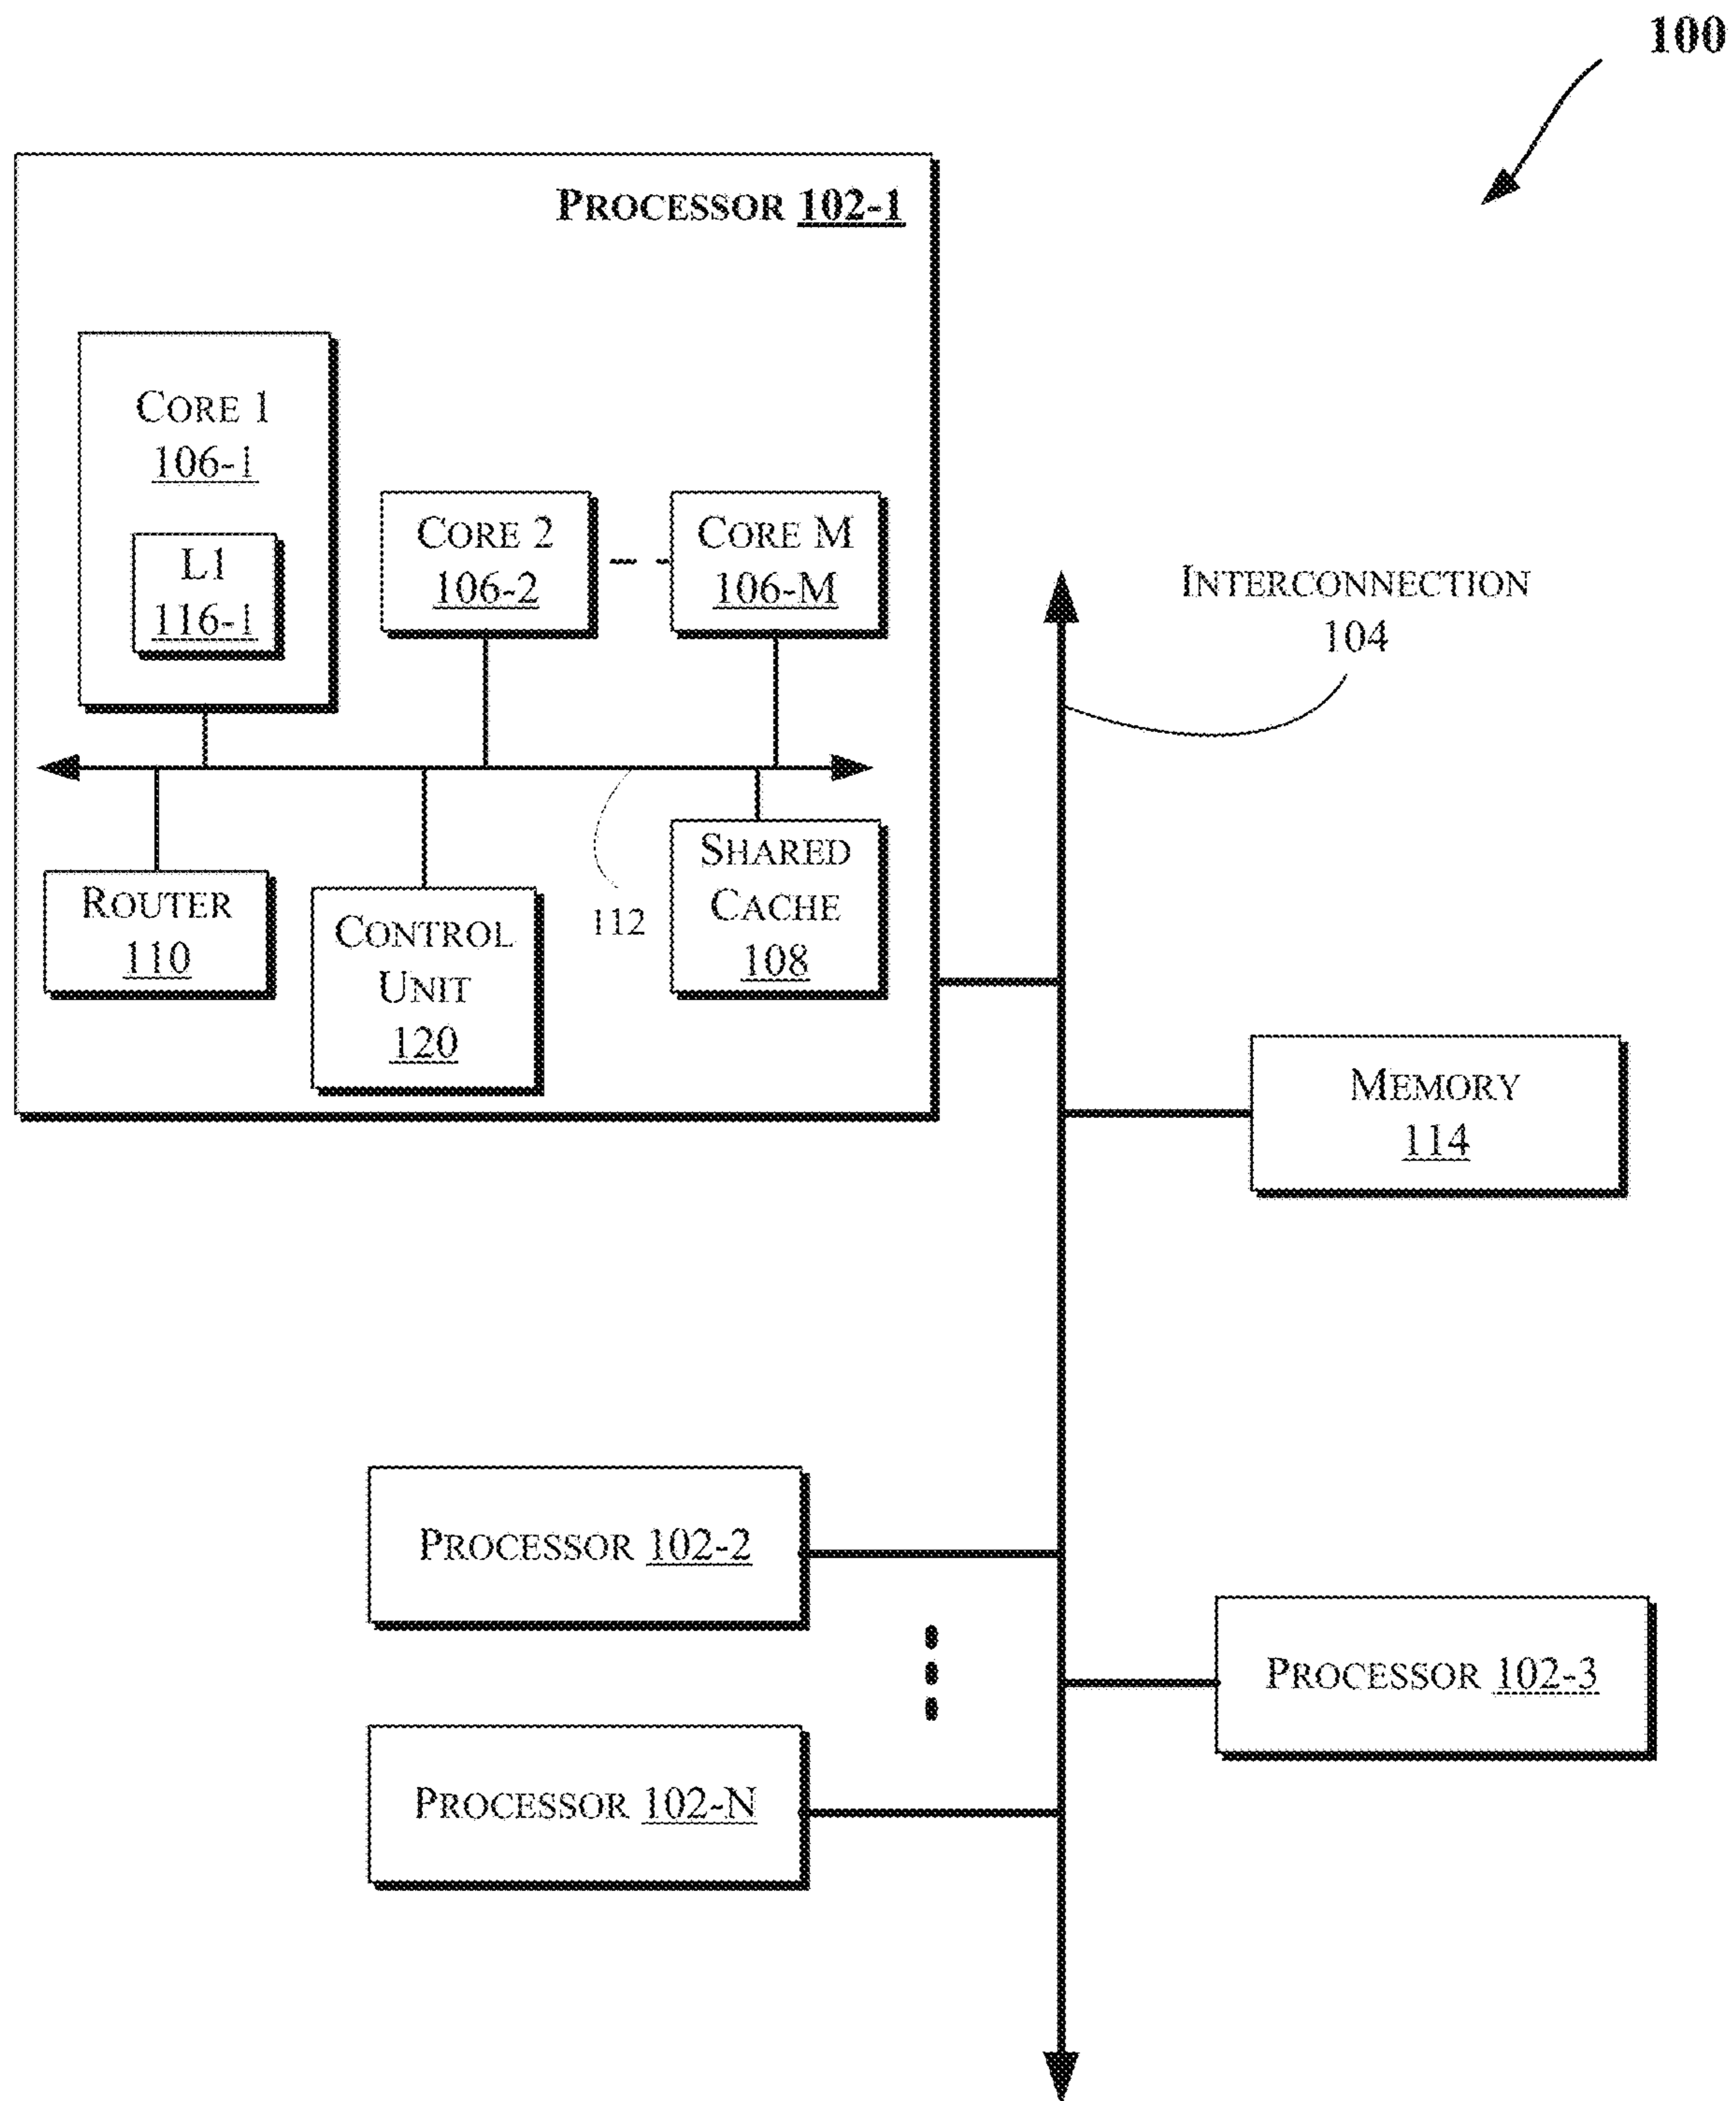 100
PROCESSOR 102-1
CORE 1
106-1
L1
116-1
CORE 2
106-2
CORE M
106-M
INTERCONNECTION
104
ROUTER
110
CONTROL
UNIT
120
112
SHARED
CACHE
108
MEMORY
114
PROCESSOR 102-2
PROCESSOR 102-3
PROCESSOR 102-N